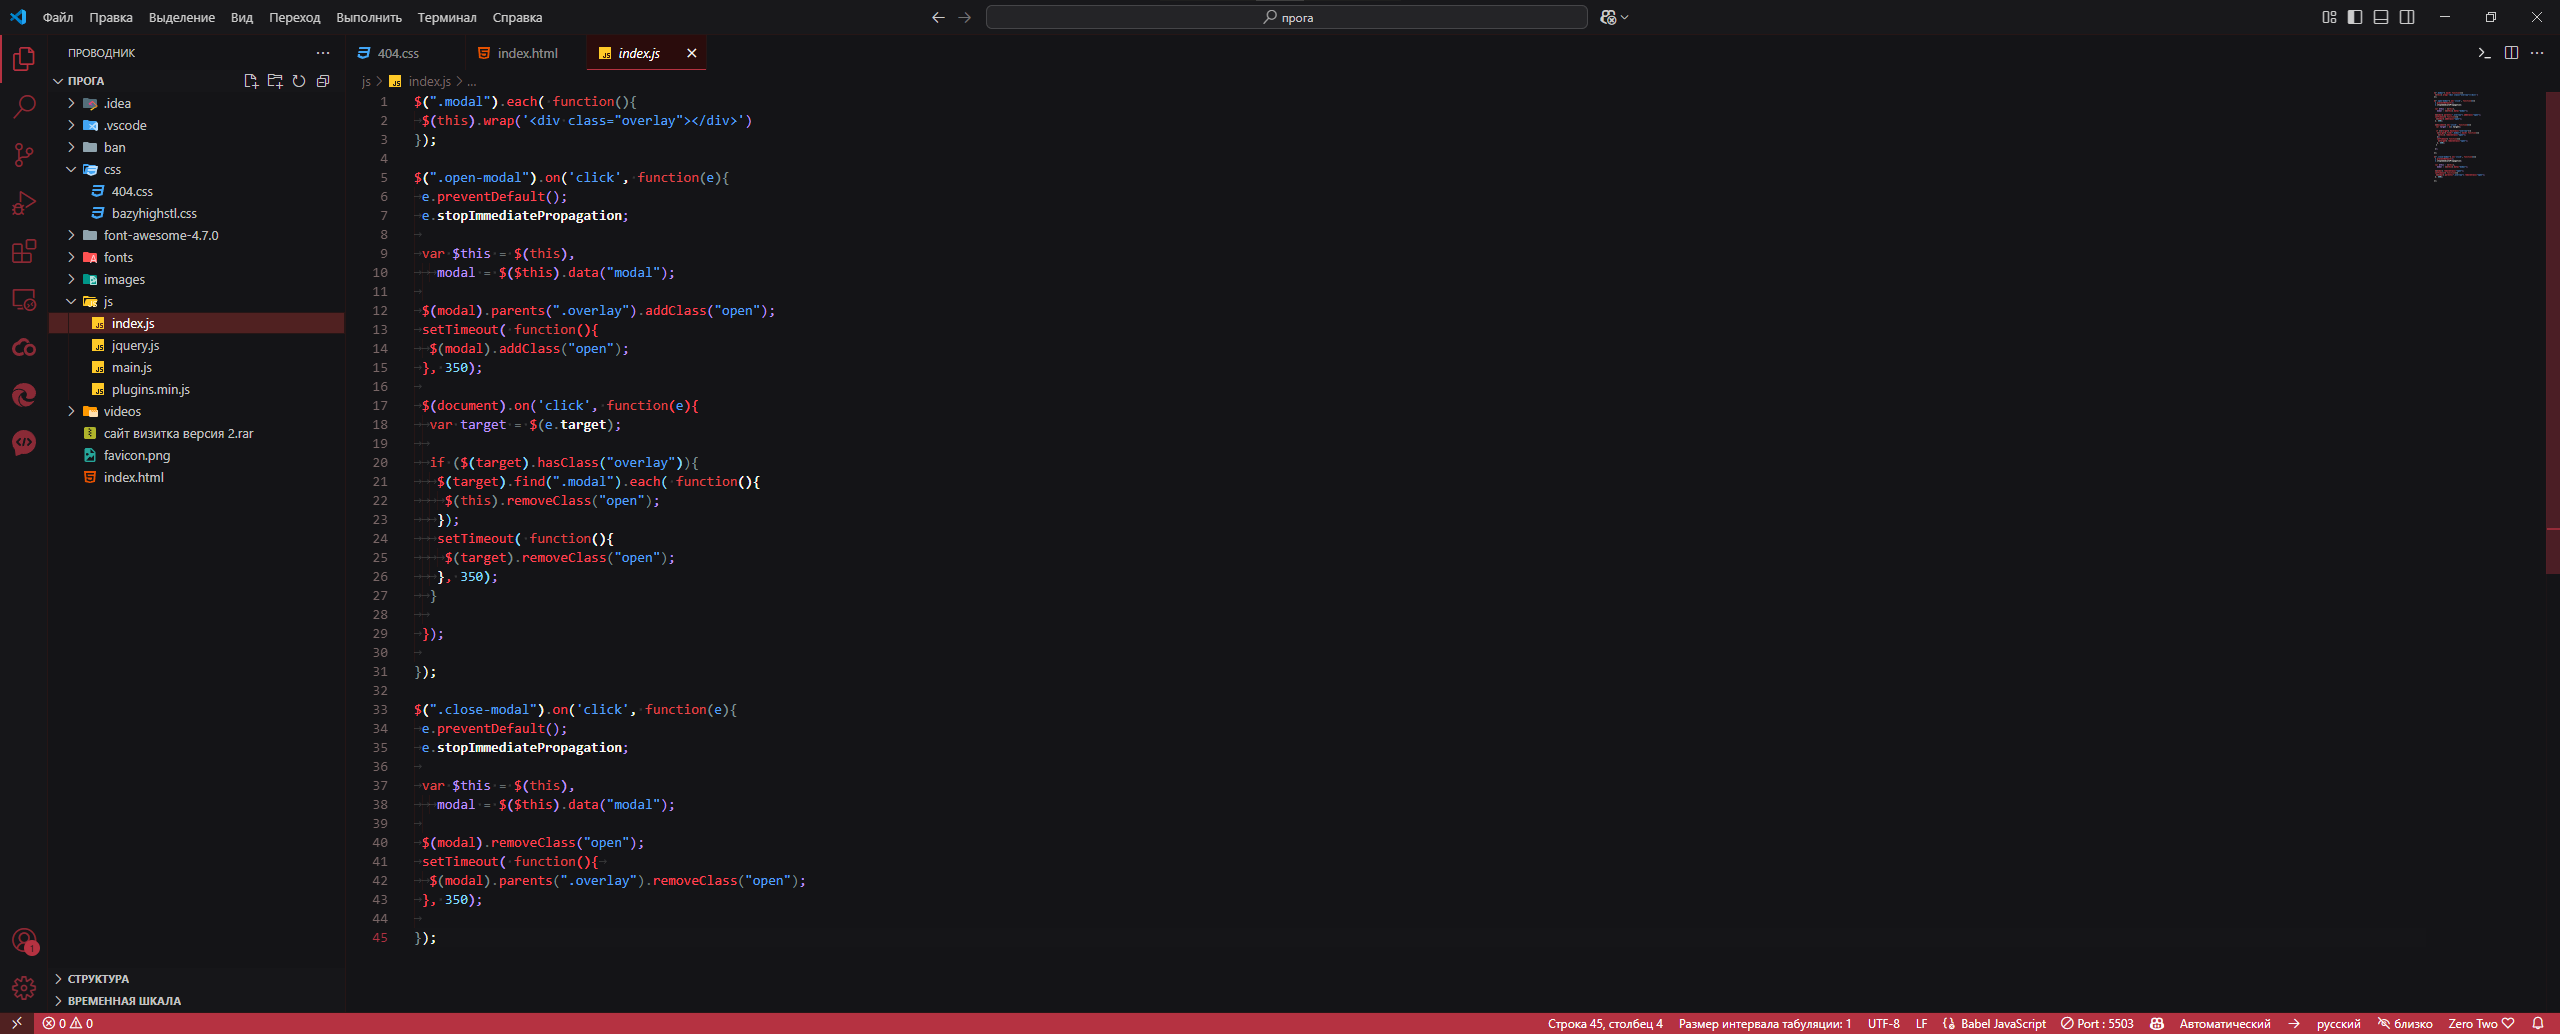 Файл Правка Выделение Вид Переход Выполнить Терминал Справка
прога
ПРОВОДНИК
ПРОГА
.idea
.vscode
ban
css
404.css
bazyhighstl.css
font-awesome-4.7.0
fonts
images
js
index.js
jquery.js
main.js
plugins.min.js
videos
сайт визитка версия 2.rar
favicon.png
index.html
СТРУКТУРА
ВРЕМЕННАЯ ШКАЛА
404.css index.html index.js
js > index.js > ...
1 $(".modal").each( function(){
2 $(this).wrap('<div class="overlay"></div>')
3 });
4
5 $(".open-modal").on('click', function(e){
6 e.preventDefault();
7 e.stopImmediatePropagation;
8
9 var $this = $(this),
10 modal = $($this).data("modal");
11
12 $(modal).parents(".overlay").addClass("open");
13 setTimeout( function(){
14 $(modal).addClass("open");
15 }, 350);
16
17 $(document).on('click', function(e){
18 var target = $(e.target);
19
20 if ($(target).hasClass("overlay")){
21 $(target).find(".modal").each( function(){
22 $(this).removeClass("open");
23 });
24 setTimeout( function(){
25 $(target).removeClass("open");
26 }, 350);
27 }
28
29 });
30
31 });
32
33 $(".close-modal").on('click', function(e){
34 e.preventDefault();
35 e.stopImmediatePropagation;
36
37 var $this = $(this),
38 modal = $($this).data("modal");
39
40 $(modal).removeClass("open");
41 setTimeout( function(){
42 $(modal).parents(".overlay").removeClass("open");
43 }, 350);
44
45 });
1
0 0 Строка 45, столбец 4 Размер интервала табуляции: 1 UTF-8 LF Babel JavaScript Port : 5503 Автоматический → русский близко Zero Two